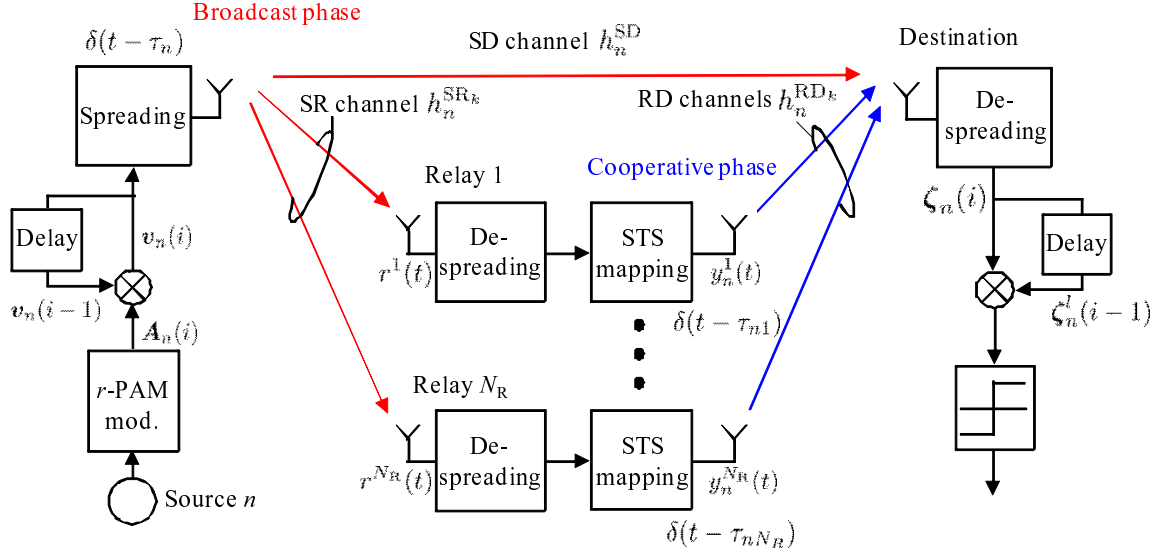 Broadcast phase
δ(t − τ_n)
SD channel h_n^{SD}
Destination
Spreading
SR channel h_n^{SR_k}
RD channels h_n^{RD_k}
De-
spreading
Relay 1
Cooperative phase
ζ_n(i)
Delay
v_n(i)
De-
spreading
STS
mapping
Delay
r^1(t)
y_n^1(t)
v_n(i−1)
ζ_n^l(i−1)
A_n(i)
δ(t − τ_{n1})
r-PAM
mod.
Relay N_R
De-
spreading
STS
mapping
r^{N_R}(t)
y_n^{N_R}(t)
Source n
δ(t − τ_{nN_R})